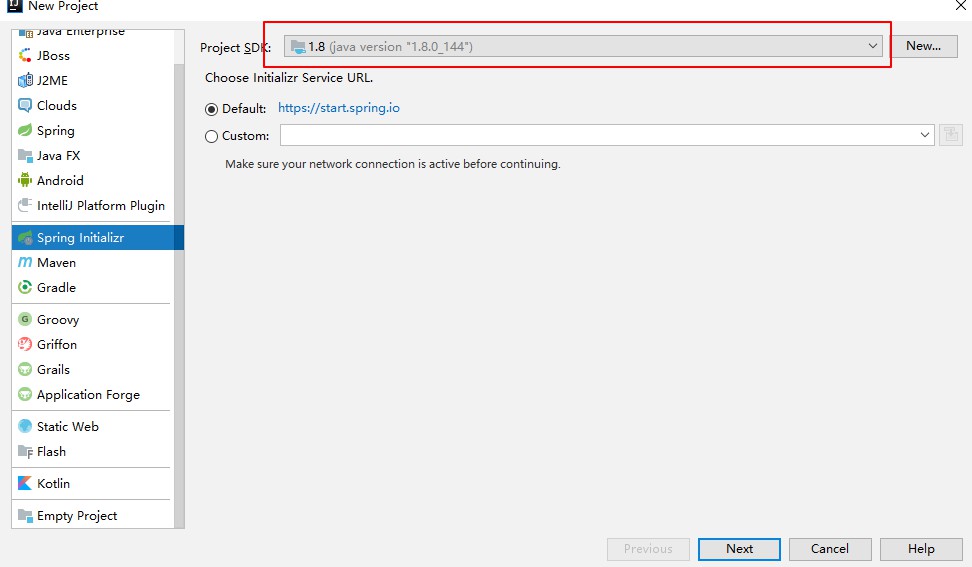 New Project
Java Enterprise
JBoss
J2ME
Clouds
Spring
Java FX
Android
IntelliJ Platform Plugin
Spring Initializr
Maven
Gradle
Groovy
Griffon
Grails
Application Forge
Static Web
Flash
Kotlin
Empty Project
Project SDK: 1.8 (java version "1.8.0_144") New...
Choose Initializr Service URL.
Default: https://start.spring.io
Custom:
Make sure your network connection is active before continuing.
Previous Next Cancel Help